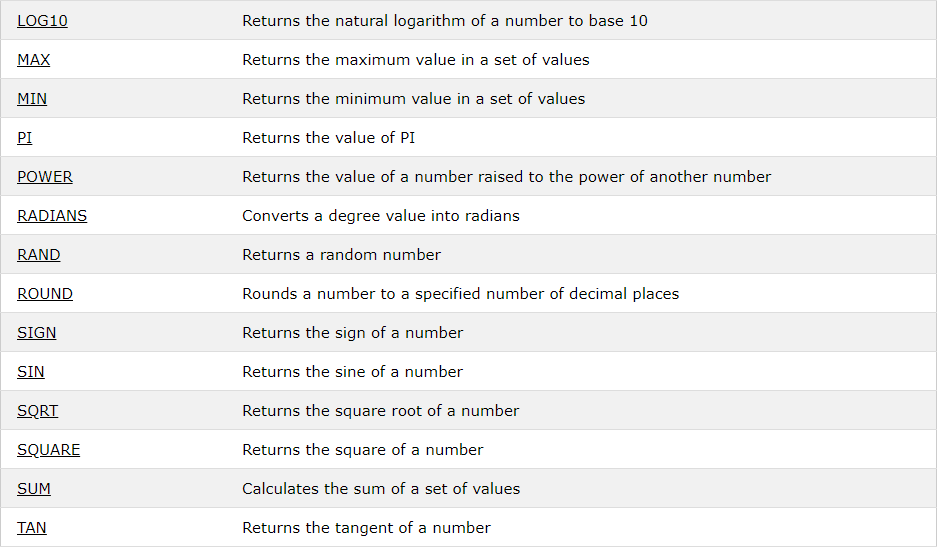 LOG10 Returns the natural logarithm of a number to base 10
MAX Returns the maximum value in a set of values
MIN Returns the minimum value in a set of values
PI Returns the value of PI
POWER Returns the value of a number raised to the power of another number
RADIANS Converts a degree value into radians
RAND Returns a random number
ROUND Rounds a number to a specified number of decimal places
SIGN Returns the sign of a number
SIN Returns the sine of a number
SQRT Returns the square root of a number
SQUARE Returns the square of a number
SUM Calculates the sum of a set of values
TAN Returns the tangent of a number